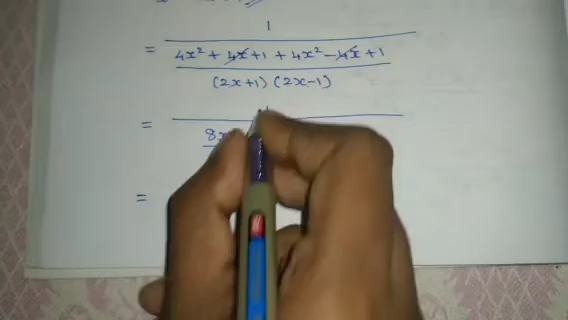 1
= 4x² + 4x + 1 + 4x² - 4x + 1
(2x+1) (2x-1)
=
8x
=